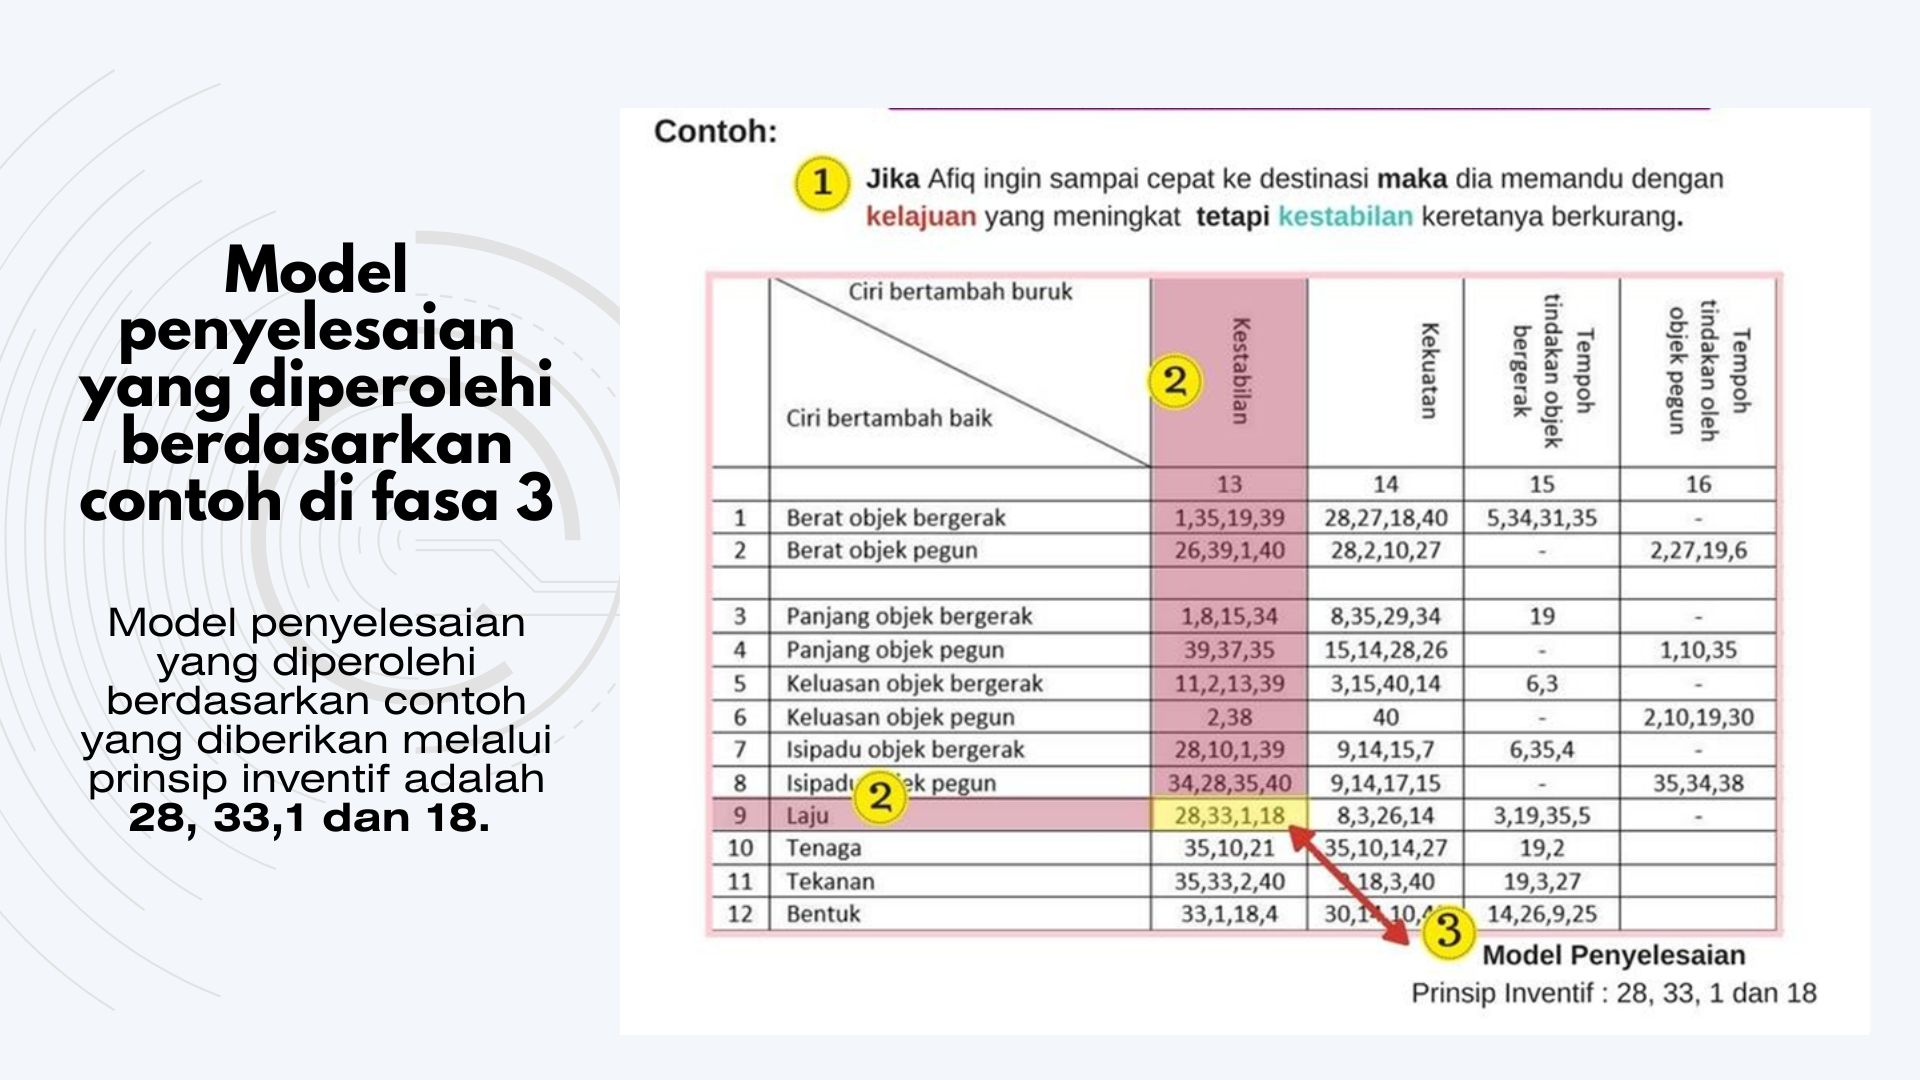 Model
penyelesaian
yang diperolehi
berdasarkan
contoh di fasa 3
Model penyelesaian
yang diperolehi
berdasarkan contoh
yang diberikan melalui
prinsip inventif adalah
28, 33,1 dan 18.
Contoh:
1 Jika Afiq ingin sampai cepat ke destinasi maka dia memandu dengan
kelajuan yang meningkat tetapi kestabilan keretanya berkurang.
Ciri bertambah buruk
Ciri bertambah baik
2
Kestabilan
Kekuatan
Tempoh
tindakan objek
bergerak
Tempoh
tindakan oleh
objek pegun
13 14 15 16
1 Berat objek bergerak 1,35,19,39 28,27,18,40 5,34,31,35 -
2 Berat objek pegun 26,39,1,40 28,2,10,27 - 2,27,19,6
3 Panjang objek bergerak 1,8,15,34 8,35,29,34 19 -
4 Panjang objek pegun 39,37,35 15,14,28,26 - 1,10,35
5 Keluasan objek bergerak 11,2,13,39 3,15,40,14 6,3 -
6 Keluasan objek pegun 2,38 40 - 2,10,19,30
7 Isipadu objek bergerak 28,10,1,39 9,14,15,7 6,35,4 -
8 pegun 34,28,35,40 9,14,17,15 - 35,34,38
2
9 Laju 28,33,1,18 8,3,26,14 3,19,35,5 -
10 Tenaga 35,10,21 35,10,14,27 19,2
11 Tekanan 35,33,2,40 18,3,40 19,3,27
12 Bentuk 33,1,18,4 14,26,9,25
3 Model Penyelesaian
Prinsip Inventif : 28, 33, 1 dan 18